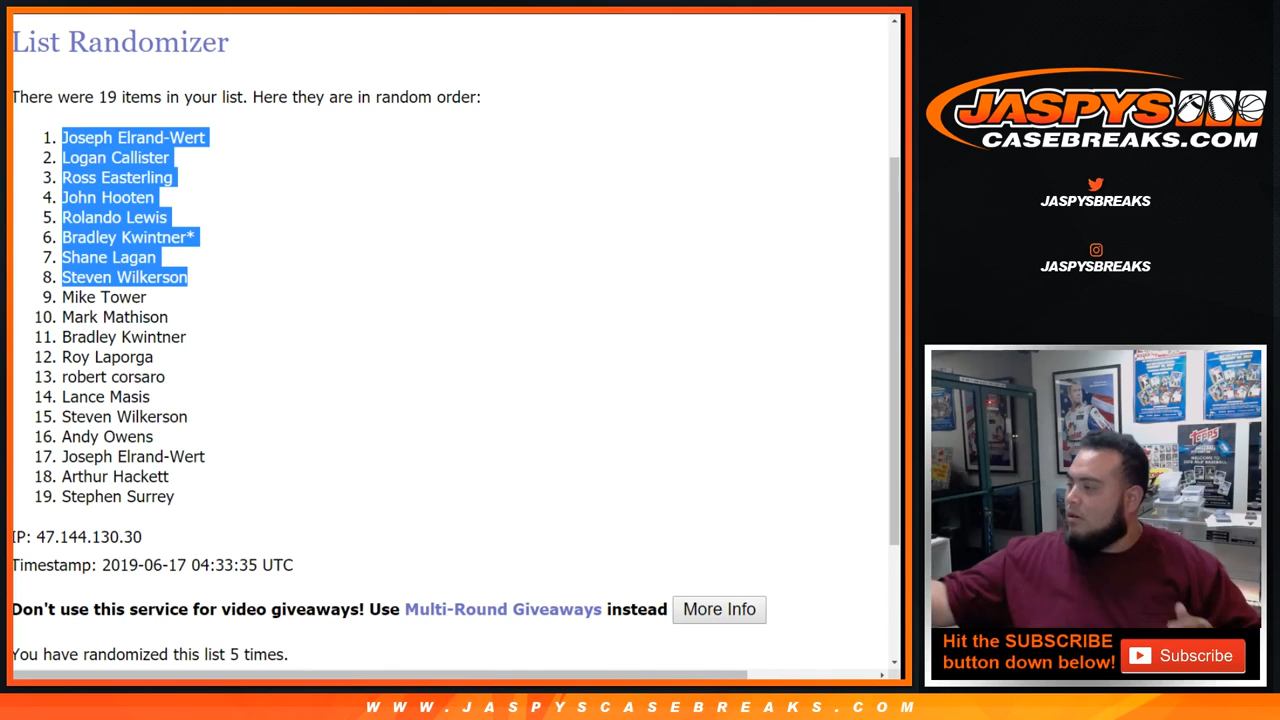 List Randomizer
There were 19 items in your list. Here they are in random order:
1. Joseph Elrand-Wert
2. Logan Callister
3. Ross Easterling
4. John Hooten
5. Rolando Lewis
6. Bradley Kwintner*
7. Shane Lagan
8. Steven Wilkerson
9. Mike Tower
10. Mark Mathison
11. Bradley Kwintner
12. Roy Laporga
13. robert corsaro
14. Lance Masis
15. Steven Wilkerson
16. Andy Owens
17. Joseph Elrand-Wert
18. Arthur Hackett
19. Stephen Surrey
IP: 47.144.130.30
Timestamp: 2019-06-17 04:33:35 UTC
Don't use this service for video giveaways! Use Multi-Round Giveaways instead More Info
You have randomized this list 5 times.
JASPYS
CASEBREAKS.COM
JASPYSBREAKS
JASPYSBREAKS
TOPPS
Hit the SUBSCRIBE
button down below!
Subscribe
WWW.JASPYSCASEBREAKS.COM